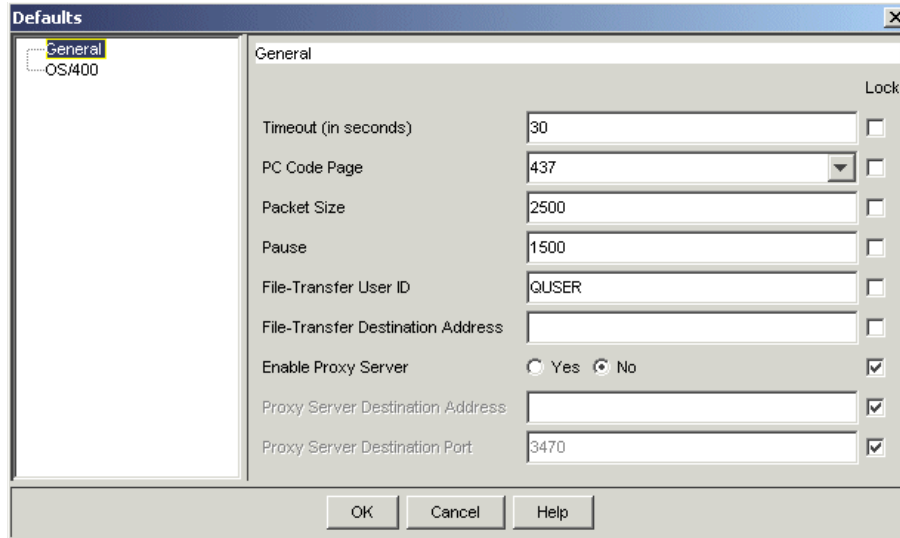 Defaults
General
OS/400
General
Lock
Timeout (in seconds) 30
PC Code Page 437
Packet Size 2500
Pause 1500
File-Transfer User ID QUSER
File-Transfer Destination Address
Enable Proxy Server Yes No
Proxy Server Destination Address
Proxy Server Destination Port 3470
OK Cancel Help